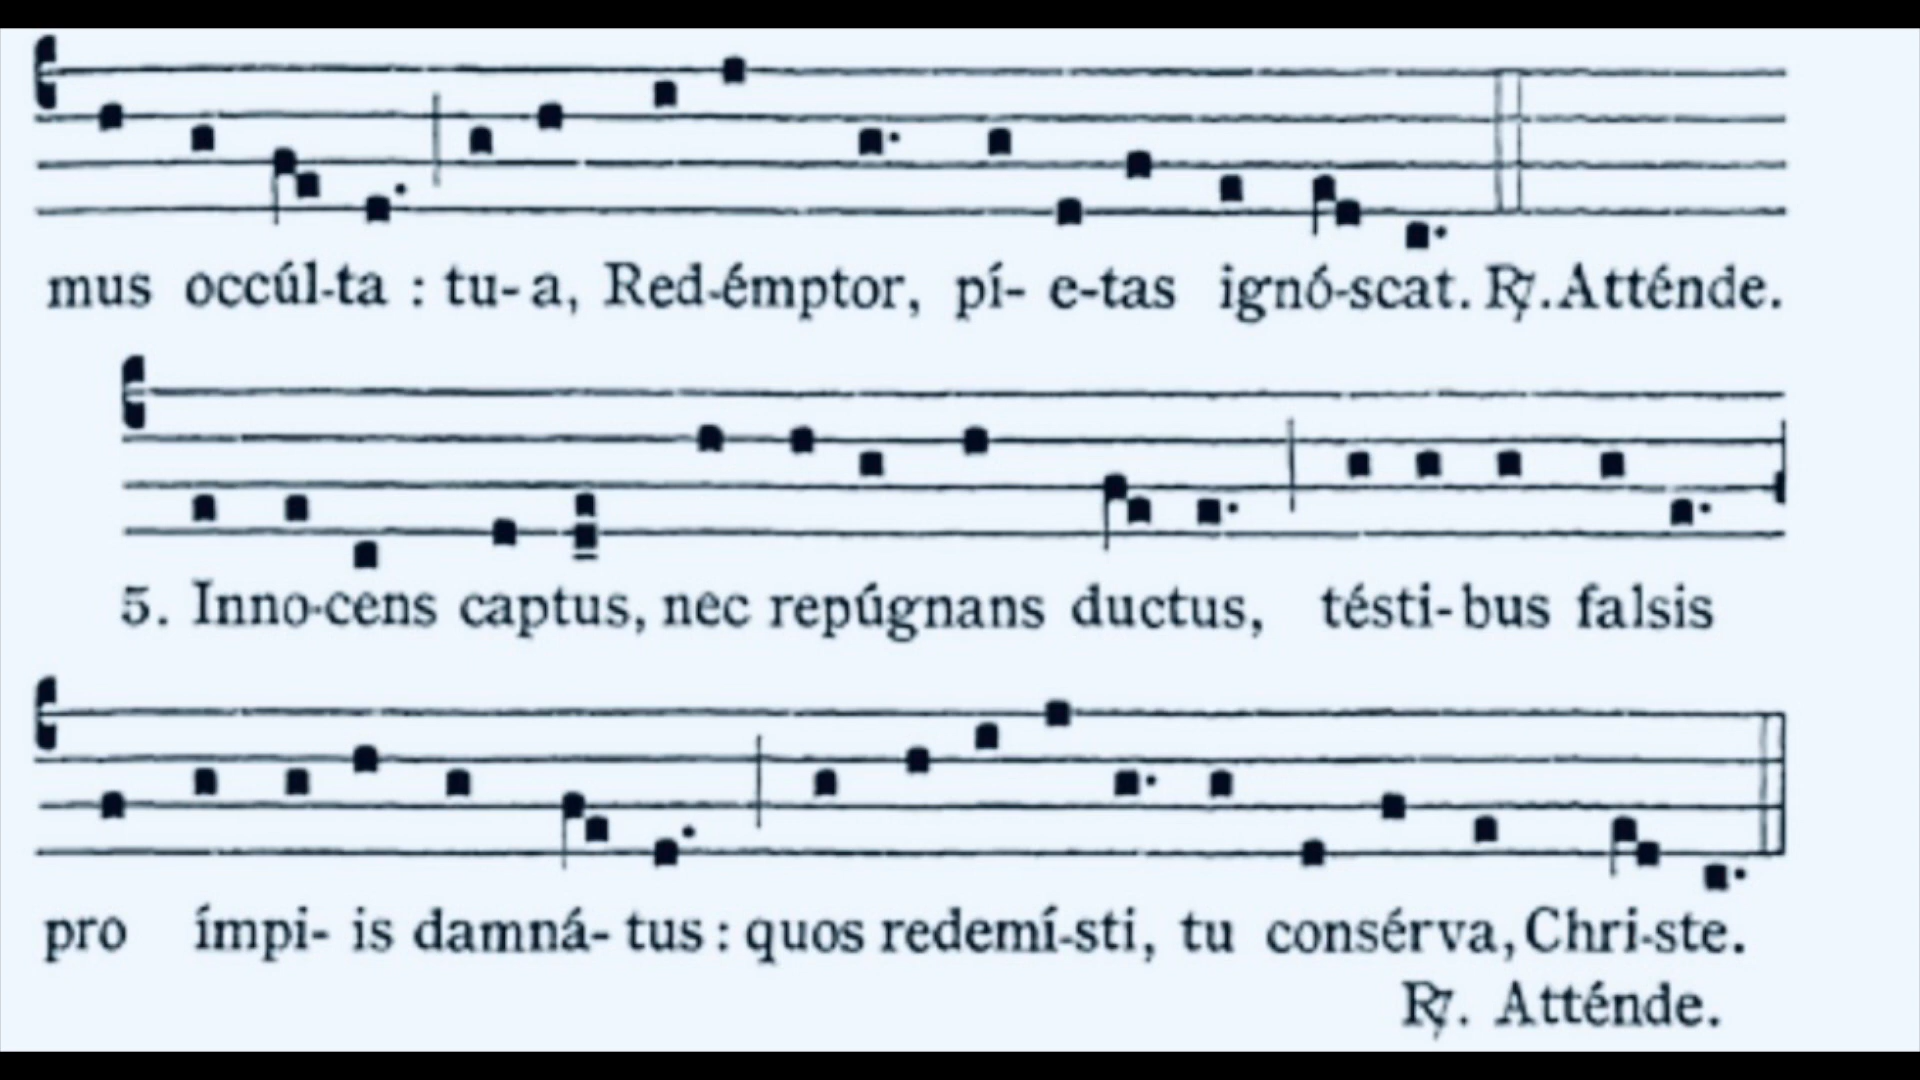 mus occúl-ta : tu-a, Red-émptor, pí- e-tas ignó-scat. ℟. Atténde.
5. Inno-cens captus, nec repúgnans ductus, tésti-bus falsis
pro ímpi- is damná- tus : quos redemí-sti, tu consérva, Chri-ste.
℟. Atténde.